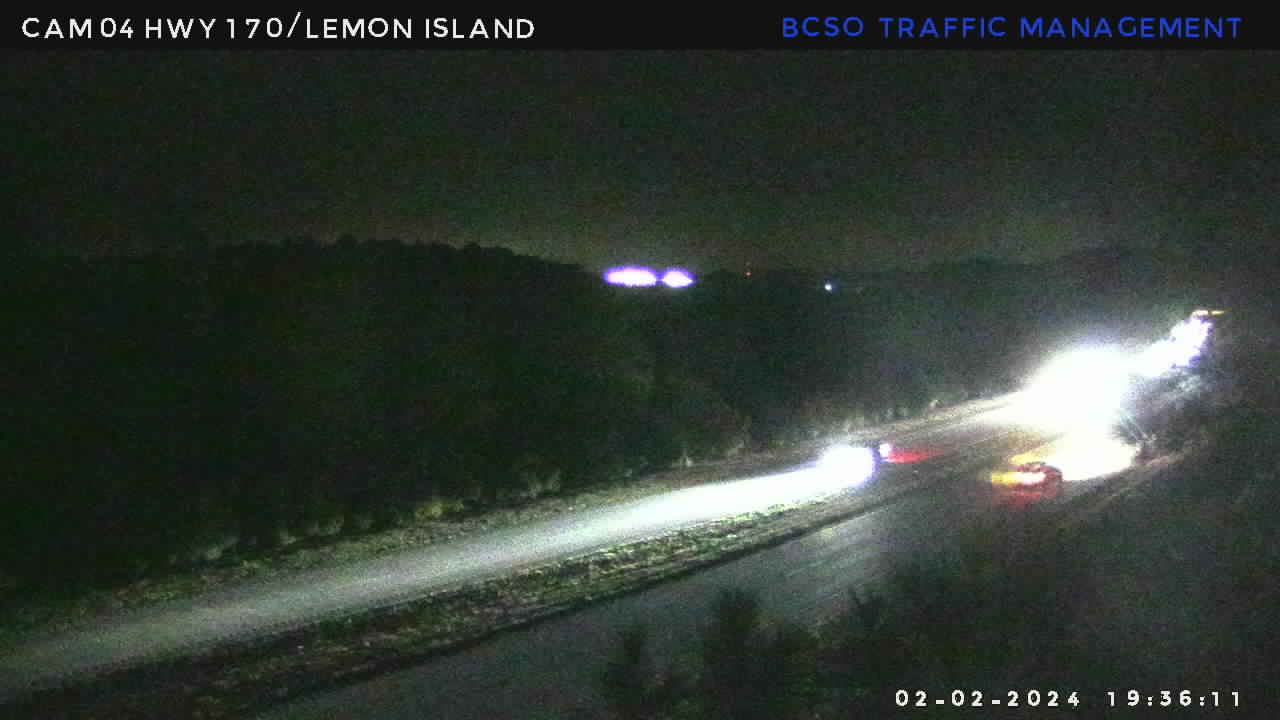 CAM04 HWY 170/LEMON ISLAND
BCSO TRAFFIC MANAGEMENT
02-02-2024 19:36:11